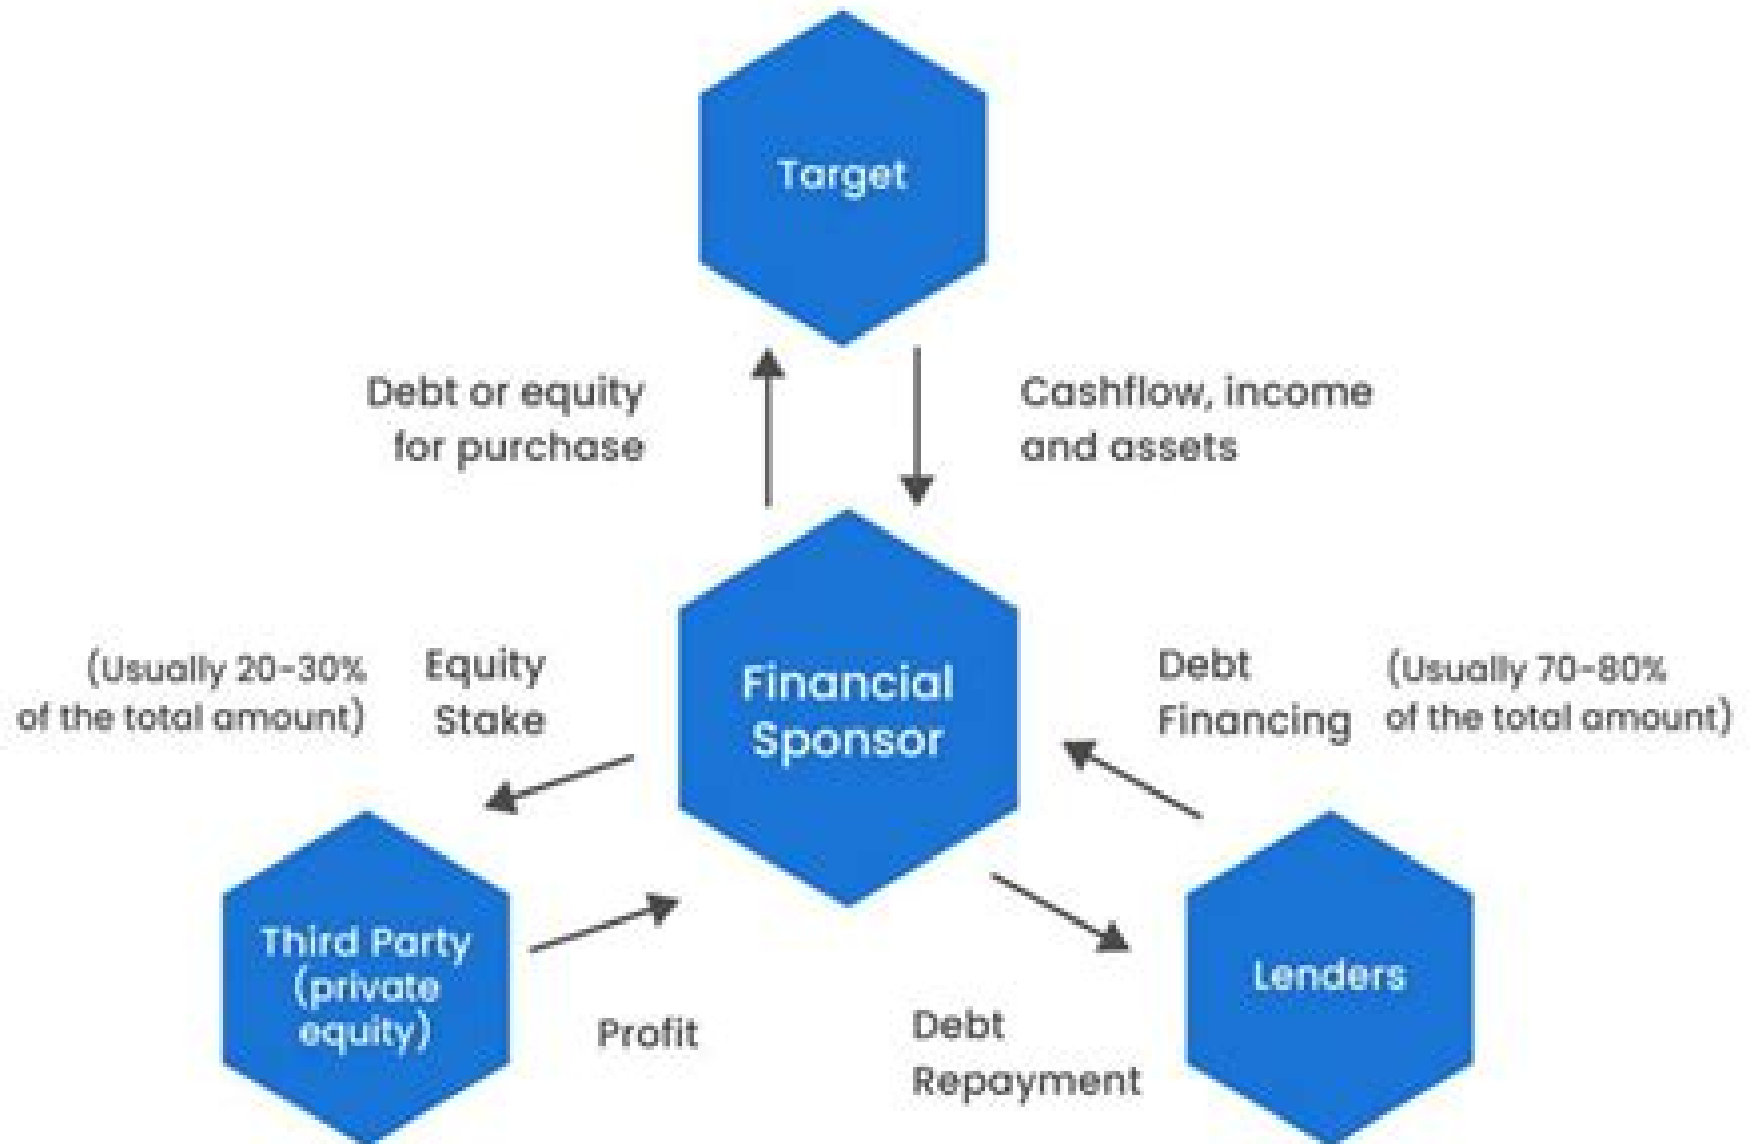 Target
Debt or equity
for purchase
Cashflow, income
and assets
(Usually 20-30%
of the total amount)
Equity
Stake
Financial
Sponsor
Debt
Financing
(Usually 70-80%
of the total amount)
Third Party
(private
equity)
Profit
Debt
Repayment
Lenders